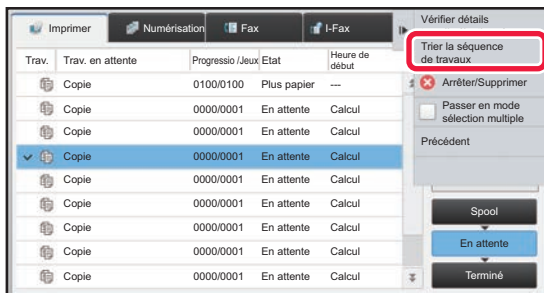 Imprimer
Numérisation
Fax
I-Fax
Trav. Trav. en attente Progressio /Jeux Etat Heure de
début
Copie 0100/0100 Plus papier ---
Copie 0000/0001 En attente Calcul
Copie 0000/0001 En attente Calcul
Copie 0000/0001 En attente Calcul
Copie 0000/0001 En attente Calcul
Copie 0000/0001 En attente Calcul
Copie 0000/0001 En attente Calcul
Copie 0000/0001 En attente Calcul
Copie 0000/0001 En attente Calcul
Vérifier détails
Trier la séquence
de travaux
Arrêter/Supprimer
Passer en mode
sélection multiple
Précédent
Spool
En attente
Terminé